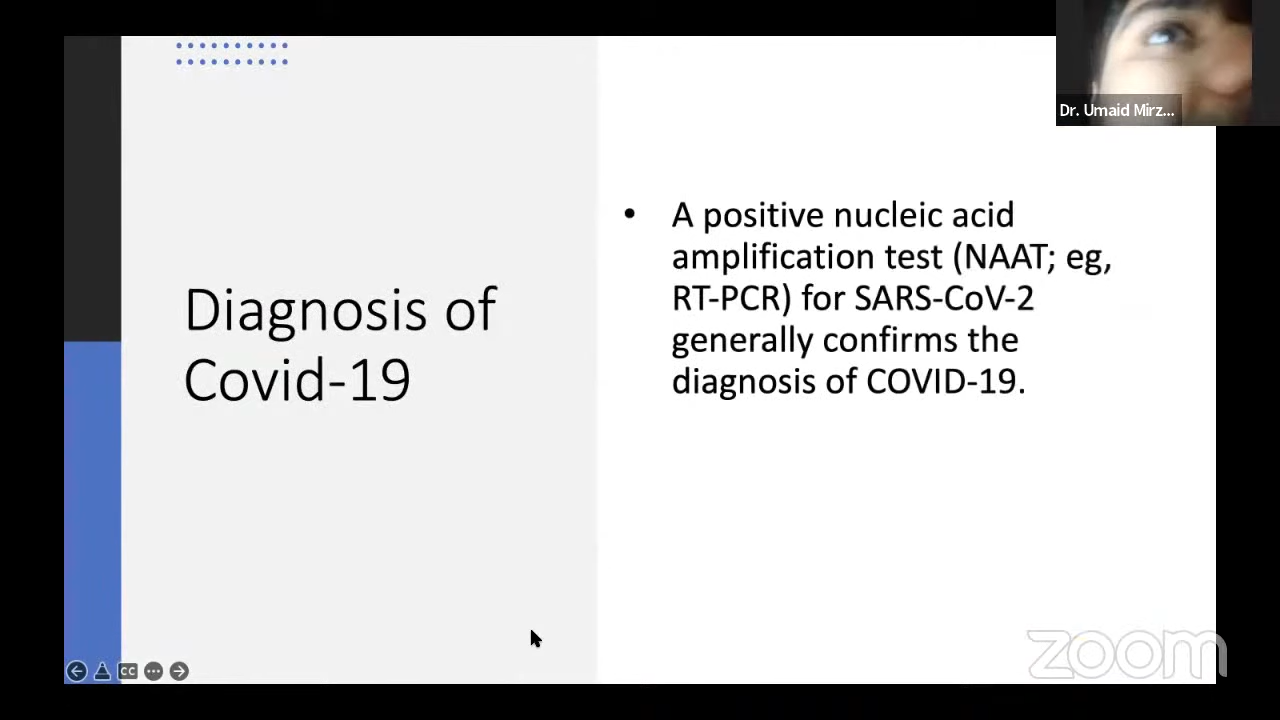 Dr. Umaid Mirz...
Diagnosis of
Covid-19
• A positive nucleic acid
amplification test (NAAT; eg,
RT-PCR) for SARS-CoV-2
generally confirms the
diagnosis of COVID-19.
CC
zoom